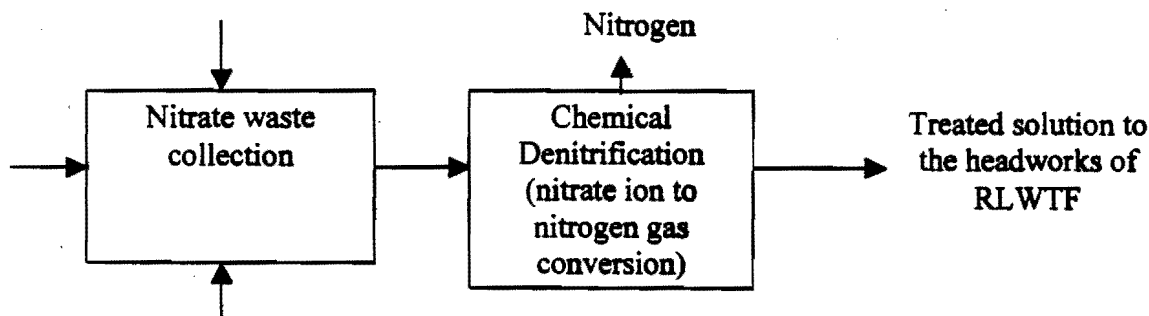 Nitrogen
Nitrate waste
collection
Chemical
Denitrification
(nitrate ion to
nitrogen gas
conversion)
Treated solution to
the headworks of
RLWTF